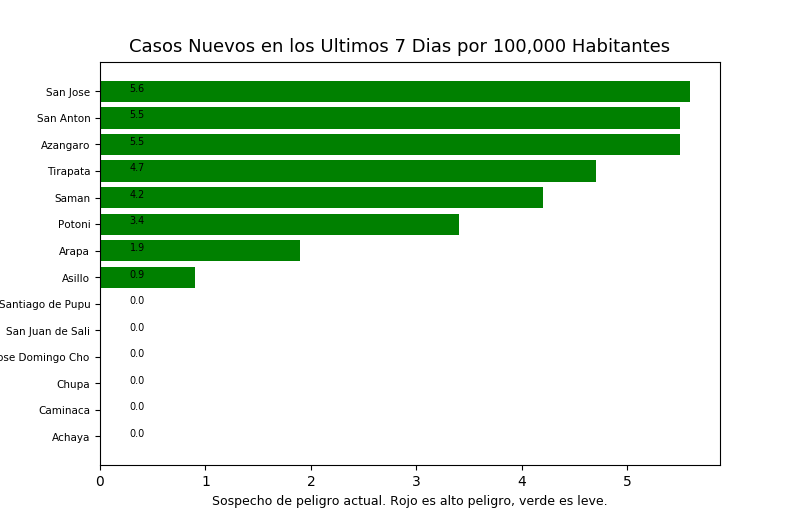 Casos Nuevos en los Ultimos 7 Dias por 100,000 Habitantes
San Jose 5.6
San Anton 5.5
Azangaro 5.5
Tirapata 4.7
Saman 4.2
Potoni 3.4
Arapa 1.9
Asillo 0.9
Santiago de Pupu 0.0
San Juan de Sali 0.0
ose Domingo Cho 0.0
Chupa 0.0
Caminaca 0.0
Achaya 0.0
0 1 2 3 4 5
Sospecho de peligro actual. Rojo es alto peligro, verde es leve.